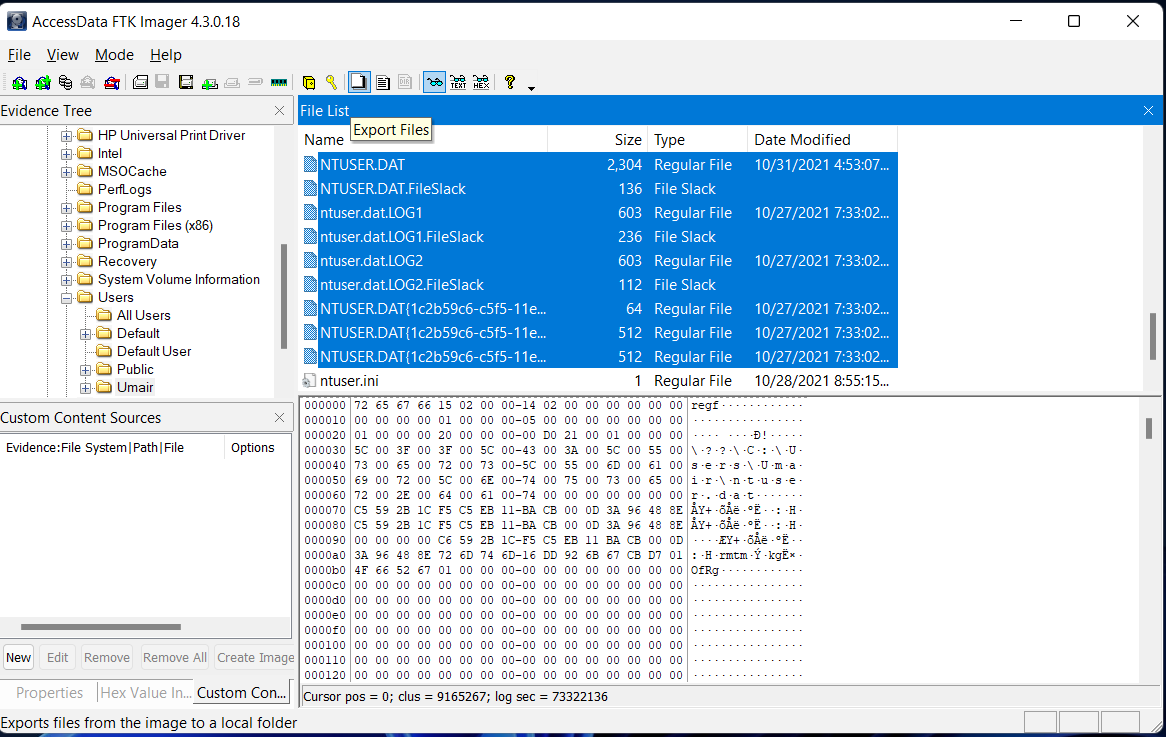 AccessData FTK Imager 4.3.0.18
File View Mode Help
TEXT HEX ?
Evidence Tree
HP Universal Print Driver
Intel
MSOCache
PerfLogs
Program Files
Program Files (x86)
ProgramData
Recovery
System Volume Information
Users
All Users
Default
Default User
Public
Umair
Custom Content Sources
Evidence:File System|Path|File Options
New Edit Remove Remove All Create Image
Properties Hex Value In... Custom Con...
File List
Export Files
Name Size Type Date Modified
NTUSER.DAT 2,304 Regular File 10/31/2021 4:53:07...
NTUSER.DAT.FileSlack 136 File Slack
ntuser.dat.LOG1 603 Regular File 10/27/2021 7:33:02...
ntuser.dat.LOG1.FileSlack 236 File Slack
ntuser.dat.LOG2 603 Regular File 10/27/2021 7:33:02...
ntuser.dat.LOG2.FileSlack 112 File Slack
NTUSER.DAT{1c2b59c6-c5f5-11e... 64 Regular File 10/27/2021 7:33:02...
NTUSER.DAT{1c2b59c6-c5f5-11e... 512 Regular File 10/27/2021 7:33:02...
NTUSER.DAT{1c2b59c6-c5f5-11e... 512 Regular File 10/27/2021 7:33:02...
ntuser.ini 1 Regular File 10/28/2021 8:55:15...
000000 72 65 67 66 15 02 00 00-14 02 00 00 00 00 00 00 regf············
000010 00 00 00 00 01 00 00 00-05 00 00 00 00 00 00 00 ················
000020 01 00 00 00 20 00 00 00-00 D0 21 00 01 00 00 00 ···· ····Ð!·····
000030 5C 00 3F 00 3F 00 5C 00-43 00 3A 00 5C 00 55 00 \·?·?·\·C·:·\·U·
000040 73 00 65 00 72 00 73 00-5C 00 55 00 6D 00 61 00 s·e·r·s·\·U·m·a·
000050 69 00 72 00 5C 00 6E 00-74 00 75 00 73 00 65 00 i·r·\·n·t·u·s·e·
000060 72 00 2E 00 64 00 61 00-74 00 00 00 00 00 00 00 r·.·d·a·t·······
000070 C5 59 2B 1C F5 C5 EB 11-BA CB 00 0D 3A 96 48 8E ÅY+·õÅë·ºË··:·H·
000080 C5 59 2B 1C F5 C5 EB 11-BA CB 00 0D 3A 96 48 8E ÅY+·õÅë·ºË··:·H·
000090 00 00 00 00 C6 59 2B 1C-F5 C5 EB 11 BA CB 00 0D ····ÆY+·õÅë·ºË··
0000a0 3A 96 48 8E 72 6D 74 6D-16 DD 92 6B 67 CB D7 01 :·H·rmtm·Ý·kgË×·
0000b0 4F 66 52 67 01 00 00 00-00 00 00 00 00 00 00 00 OfRg············
0000c0 00 00 00 00 00 00 00 00-00 00 00 00 00 00 00 00 ················
0000d0 00 00 00 00 00 00 00 00-00 00 00 00 00 00 00 00 ················
0000e0 00 00 00 00 00 00 00 00-00 00 00 00 00 00 00 00 ················
0000f0 00 00 00 00 00 00 00 00-00 00 00 00 00 00 00 00 ················
000100 00 00 00 00 00 00 00 00-00 00 00 00 00 00 00 00 ················
000110 00 00 00 00 00 00 00 00-00 00 00 00 00 00 00 00 ················
000120 00 00 00 00 00 00 00 00-00 00 00 00 00 00 00 00 ················
Cursor pos = 0; clus = 9165267; log sec = 73322136
Exports files from the image to a local folder